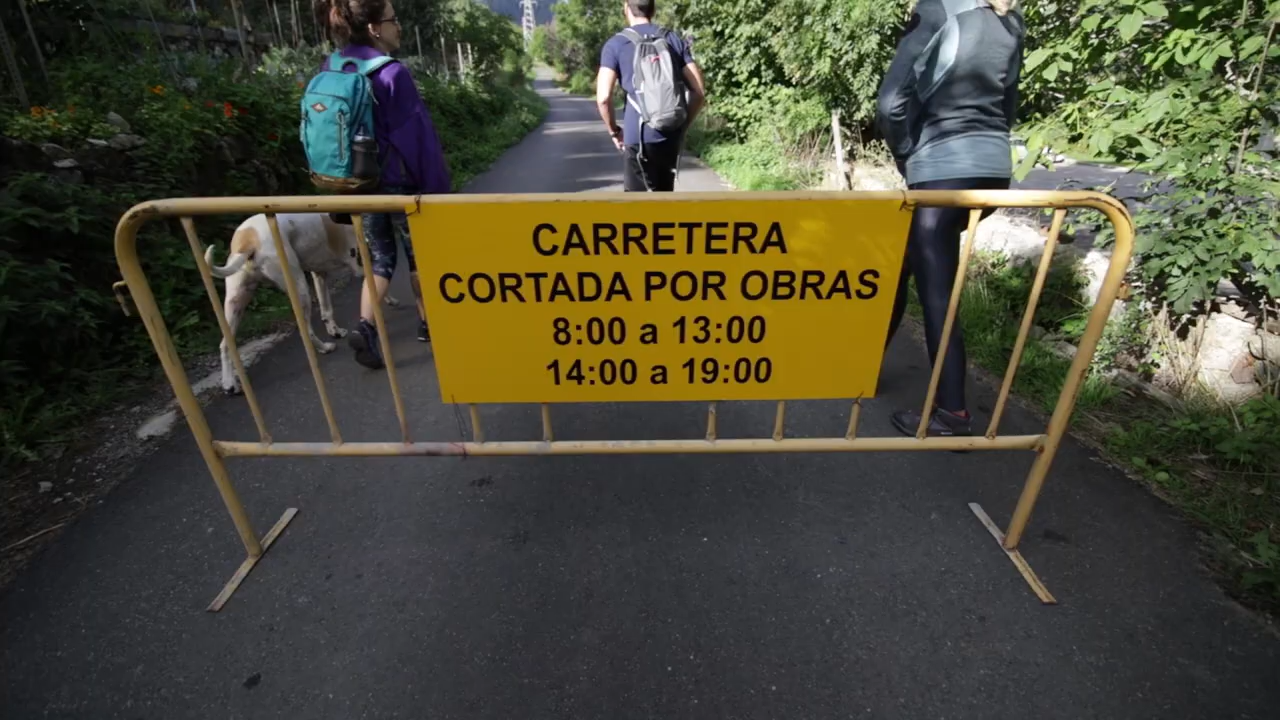 CARRETERA
CORTADA POR OBRAS
8:00 a 13:00
14:00 a 19:00